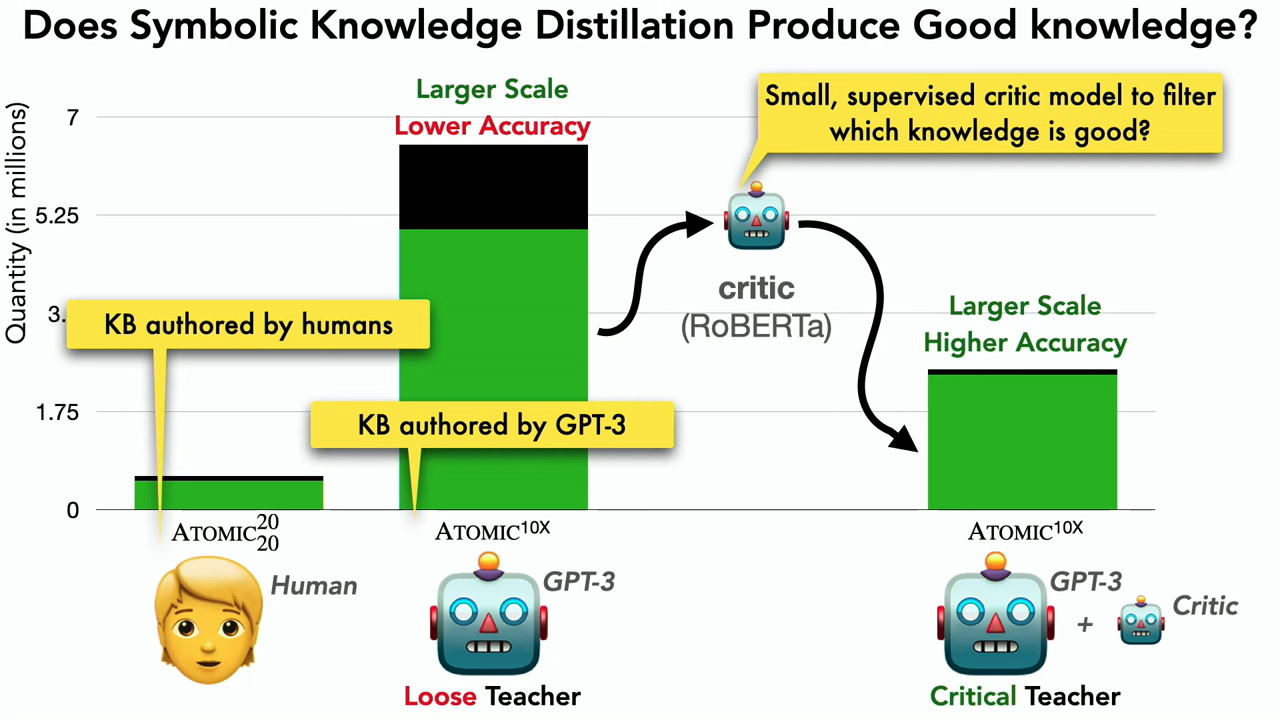 Does Symbolic Knowledge Distillation Produce Good knowledge?
Quantity (in millions)
7
5.25
3.
1.75
0
Larger Scale
Lower Accuracy
Small, supervised critic model to filter
which knowledge is good?
KB authored by humans
KB authored by GPT-3
critic
(RoBERTa)
Larger Scale
Higher Accuracy
ATOMIC20
20
ATOMIC10X
ATOMIC10X
Human
GPT-3
GPT-3
+
Critic
Loose Teacher
Critical Teacher